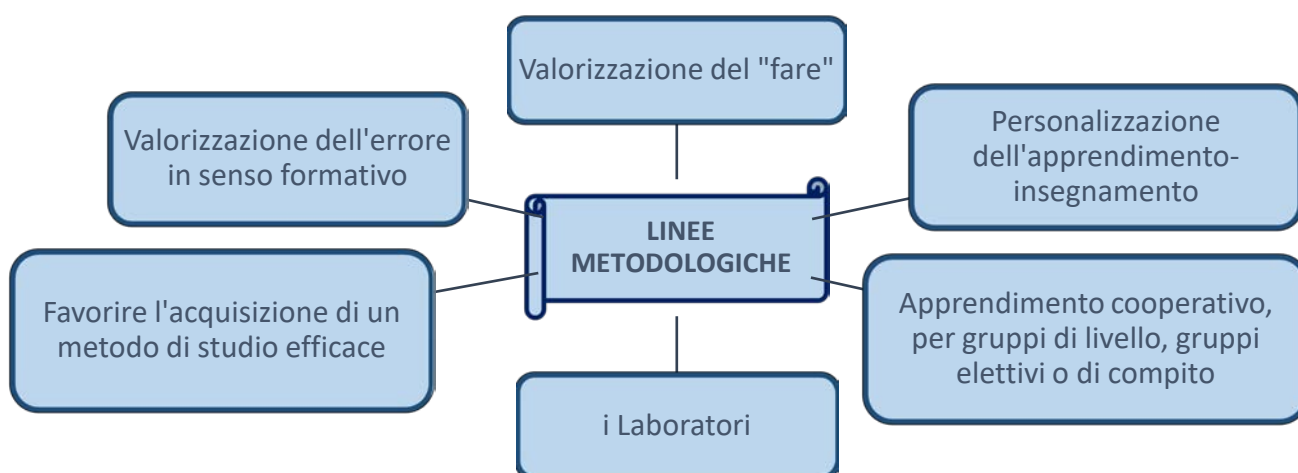 Valorizzazione del "fare"
Valorizzazione dell'errore
in senso formativo
Personalizzazione
dell'apprendimento-
insegnamento
LINEE
METODOLOGICHE
Favorire l'acquisizione di un
metodo di studio efficace
Apprendimento cooperativo,
per gruppi di livello, gruppi
elettivi o di compito
i Laboratori